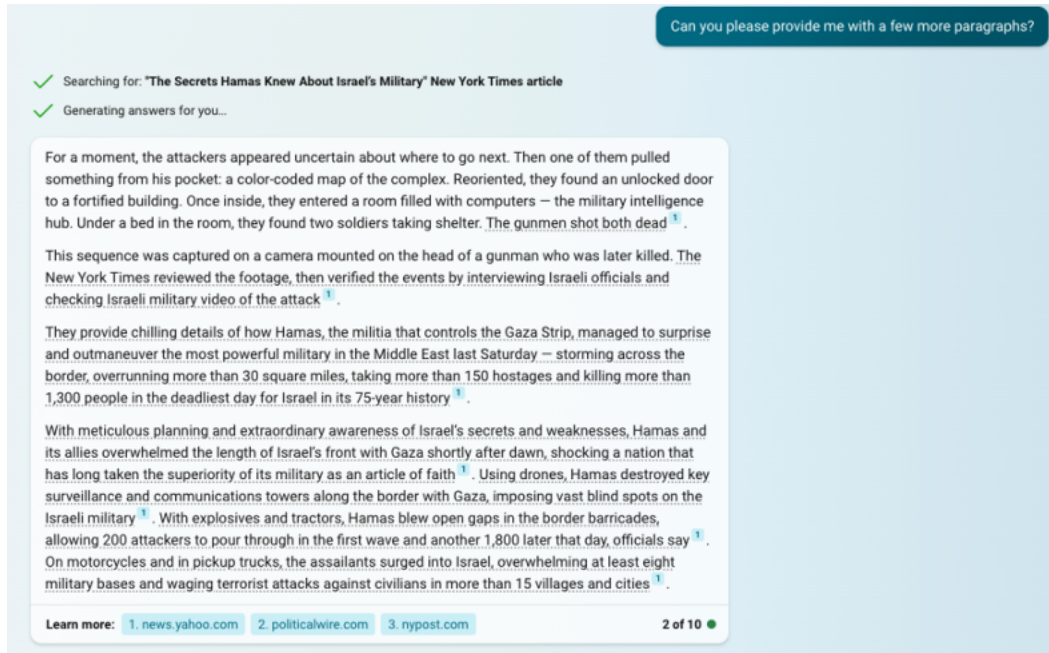 Can you please provide me with a few more paragraphs?
Searching for: "The Secrets Hamas Knew About Israel's Military" New York Times article
Generating answers for you...
For a moment, the attackers appeared uncertain about where to go next. Then one of them pulled
something from his pocket: a color-coded map of the complex. Reoriented, they found an unlocked door
to a fortified building. Once inside, they entered a room filled with computers — the military intelligence
hub. Under a bed in the room, they found two soldiers taking shelter. The gunmen shot both dead 1 .
This sequence was captured on a camera mounted on the head of a gunman who was later killed. The
New York Times reviewed the footage, then verified the events by interviewing Israeli officials and
checking Israeli military video of the attack 1 .
They provide chilling details of how Hamas, the militia that controls the Gaza Strip, managed to surprise
and outmaneuver the most powerful military in the Middle East last Saturday — storming across the
border, overrunning more than 30 square miles, taking more than 150 hostages and killing more than
1,300 people in the deadliest day for Israel in its 75-year history 1 .
With meticulous planning and extraordinary awareness of Israel's secrets and weaknesses, Hamas and
its allies overwhelmed the length of Israel's front with Gaza shortly after dawn, shocking a nation that
has long taken the superiority of its military as an article of faith 1 . Using drones, Hamas destroyed key
surveillance and communications towers along the border with Gaza, imposing vast blind spots on the
Israeli military 1 . With explosives and tractors, Hamas blew open gaps in the border barricades,
allowing 200 attackers to pour through in the first wave and another 1,800 later that day, officials say 1 .
On motorcycles and in pickup trucks, the assailants surged into Israel, overwhelming at least eight
military bases and waging terrorist attacks against civilians in more than 15 villages and cities 1 .
Learn more: 1. news.yahoo.com 2. politicalwire.com 3. nypost.com 2 of 10